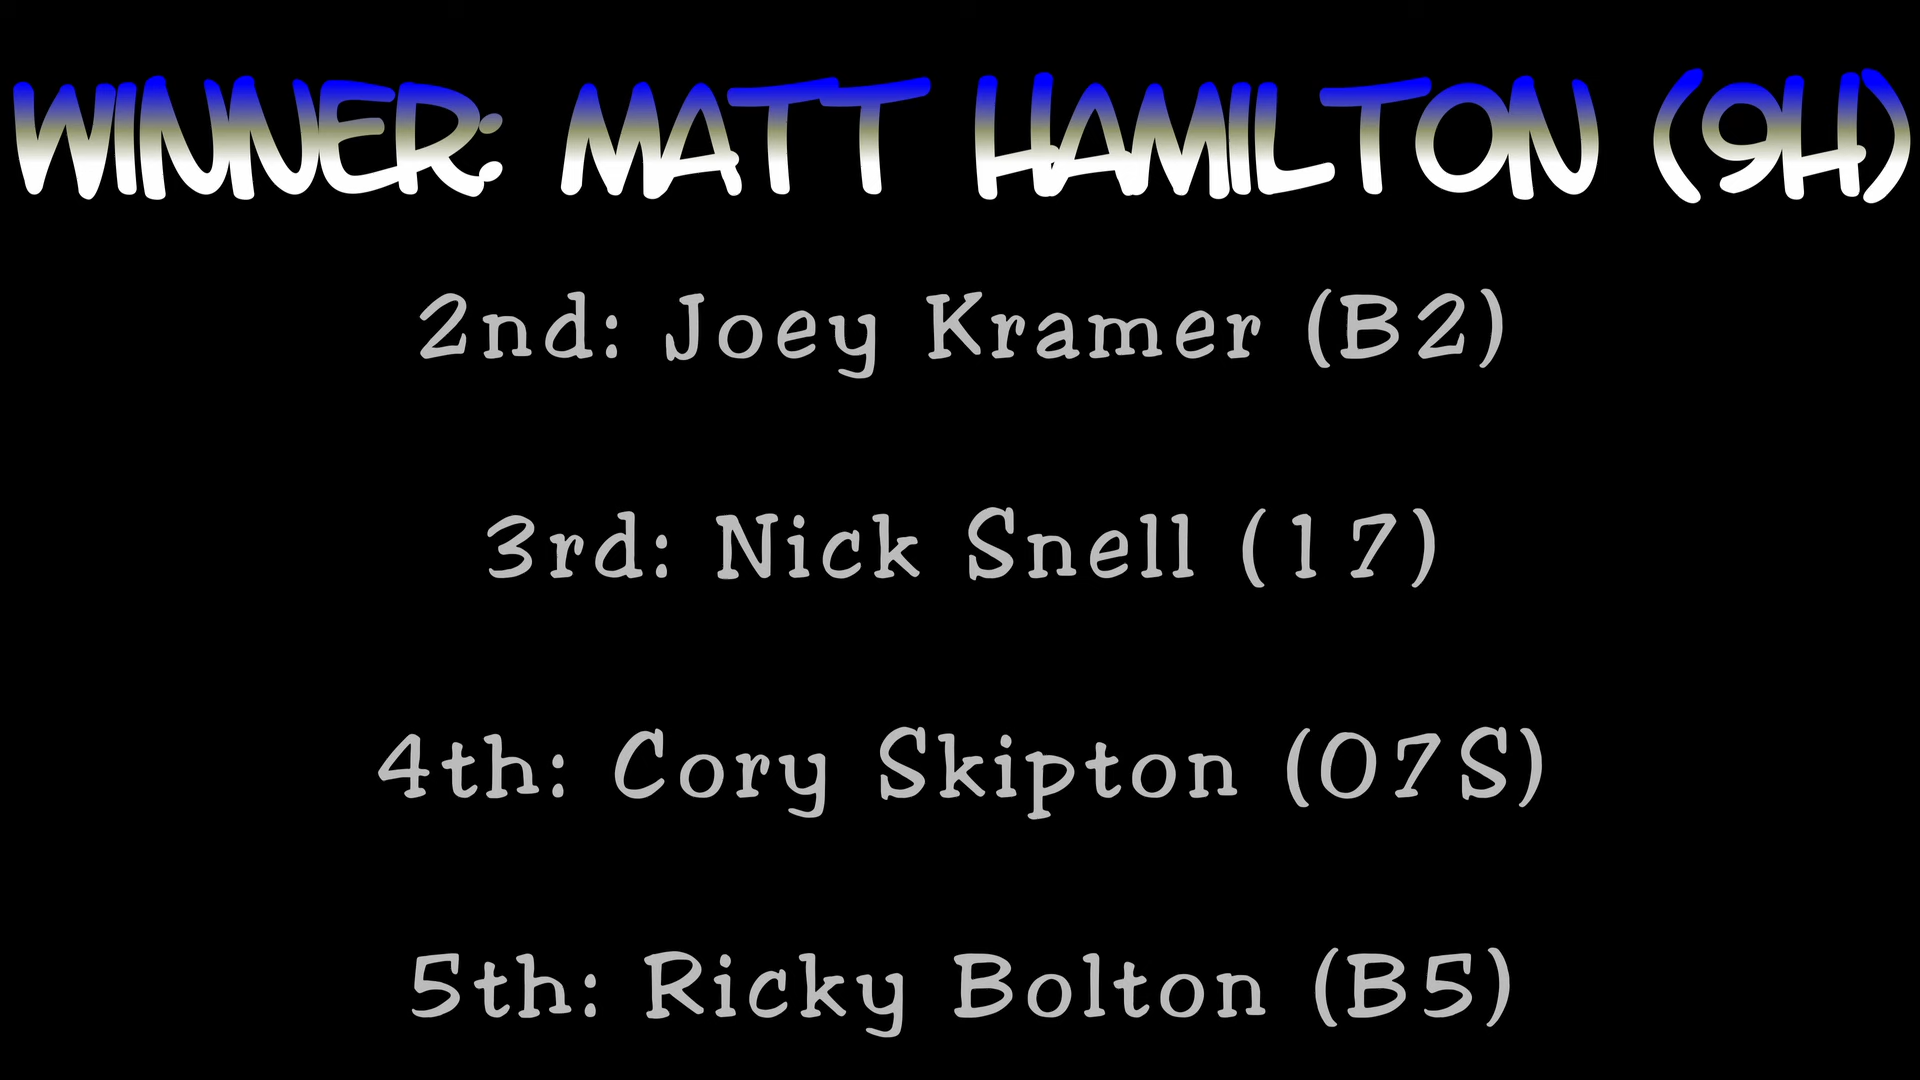 WINNER: MATT HAMILTON (9H)
2nd: Joey Kramer (B2)
3rd: Nick Snell (17)
4th: Cory Skipton (07S)
5th: Ricky Bolton (B5)